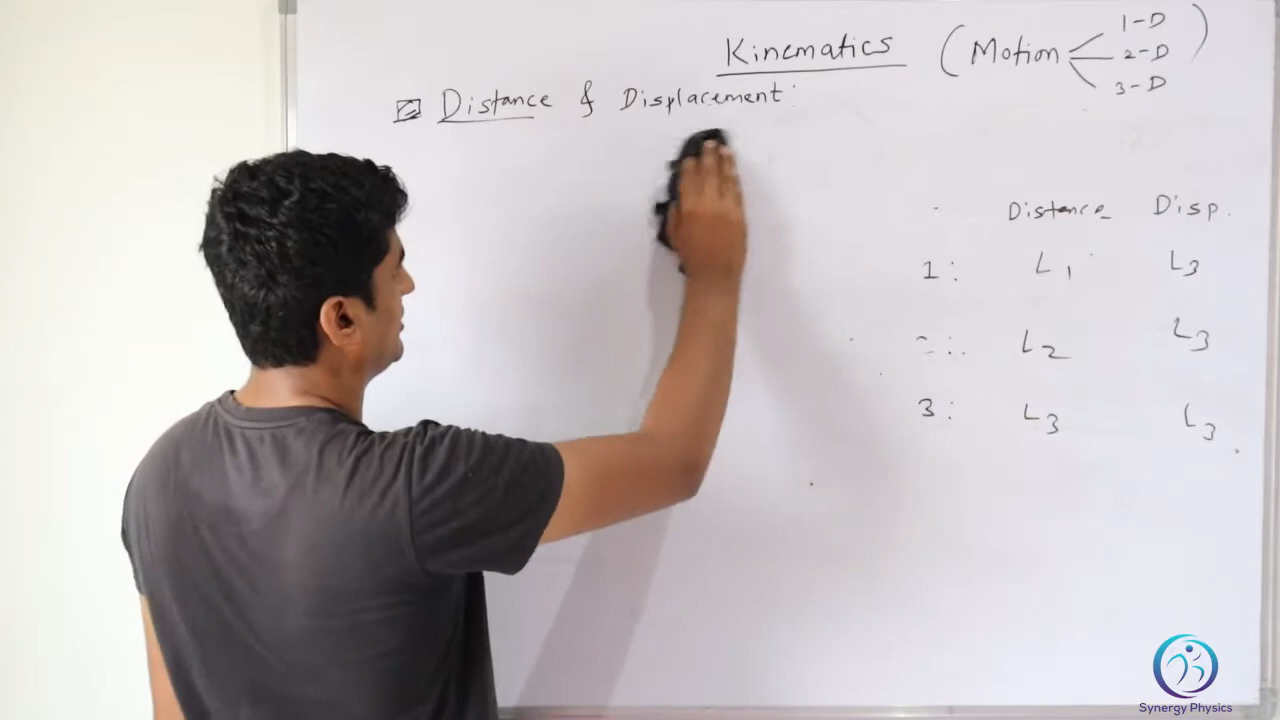 Kinematics (Motion 1-D
2-D
3-D)
Distance & Displacement:
Distance Disp.
1: L1 L3
L2 L3
3: L3 L3
Synergy Physics